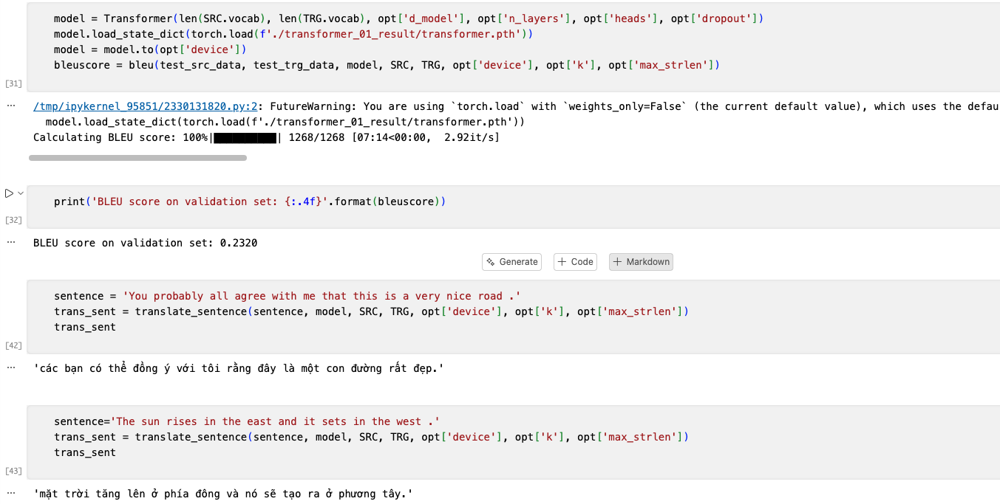 model = Transformer(len(SRC.vocab), len(TRG.vocab), opt['d_model'], opt['n_layers'], opt['heads'], opt['dropout'])
model.load_state_dict(torch.load(f'./transformer_01_result/transformer.pth'))
model = model.to(opt['device'])
bleuscore = bleu(test_src_data, test_trg_data, model, SRC, TRG, opt['device'], opt['k'], opt['max_strlen'])
[31]
... /tmp/ipykernel_95851/2330131820.py:2: FutureWarning: You are using `torch.load` with `weights_only=False` (the current default value), which uses the defau
model.load_state_dict(torch.load(f'./transformer_01_result/transformer.pth'))
Calculating BLEU score: 100%|██████████| 1268/1268 [07:14<00:00,  2.92it/s]
print('BLEU score on validation set: {:.4f}'.format(bleuscore))
[32]
... BLEU score on validation set: 0.2320
Generate + Code + Markdown
sentence = 'You probably all agree with me that this is a very nice road .'
trans_sent = translate_sentence(sentence, model, SRC, TRG, opt['device'], opt['k'], opt['max_strlen'])
trans_sent
[42]
... 'các bạn có thể đồng ý với tôi rằng đây là một con đường rất đẹp.'
sentence='The sun rises in the east and it sets in the west .'
trans_sent = translate_sentence(sentence, model, SRC, TRG, opt['device'], opt['k'], opt['max_strlen'])
trans_sent
[43]
... 'mặt trời tăng lên ở phía đông và nó sẽ tạo ra ở phương tây.'